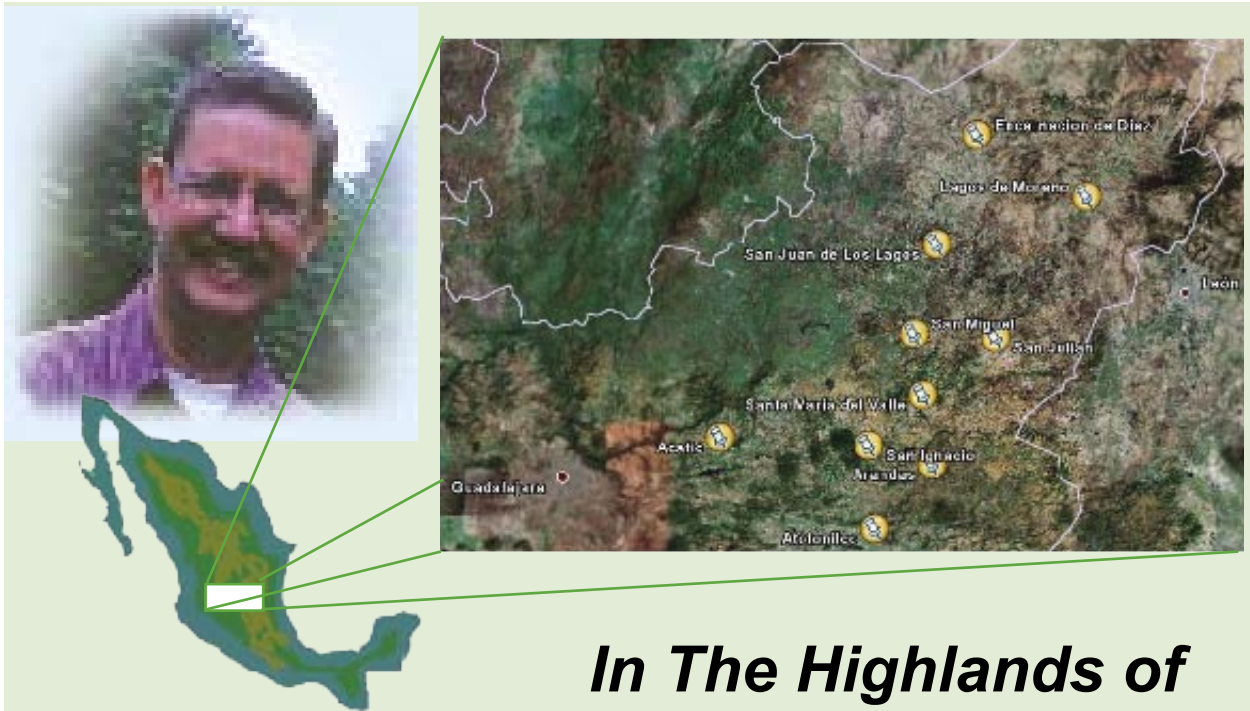 Encarnacion de Diaz
Lagos de Moreno
San Juan de Los Lagos
León
San Miguel
San Julian
Santa Maria del Valle
Acatic
San Ignacio
Arandas
Guadalajara
Atotonilco
In The Highlands of